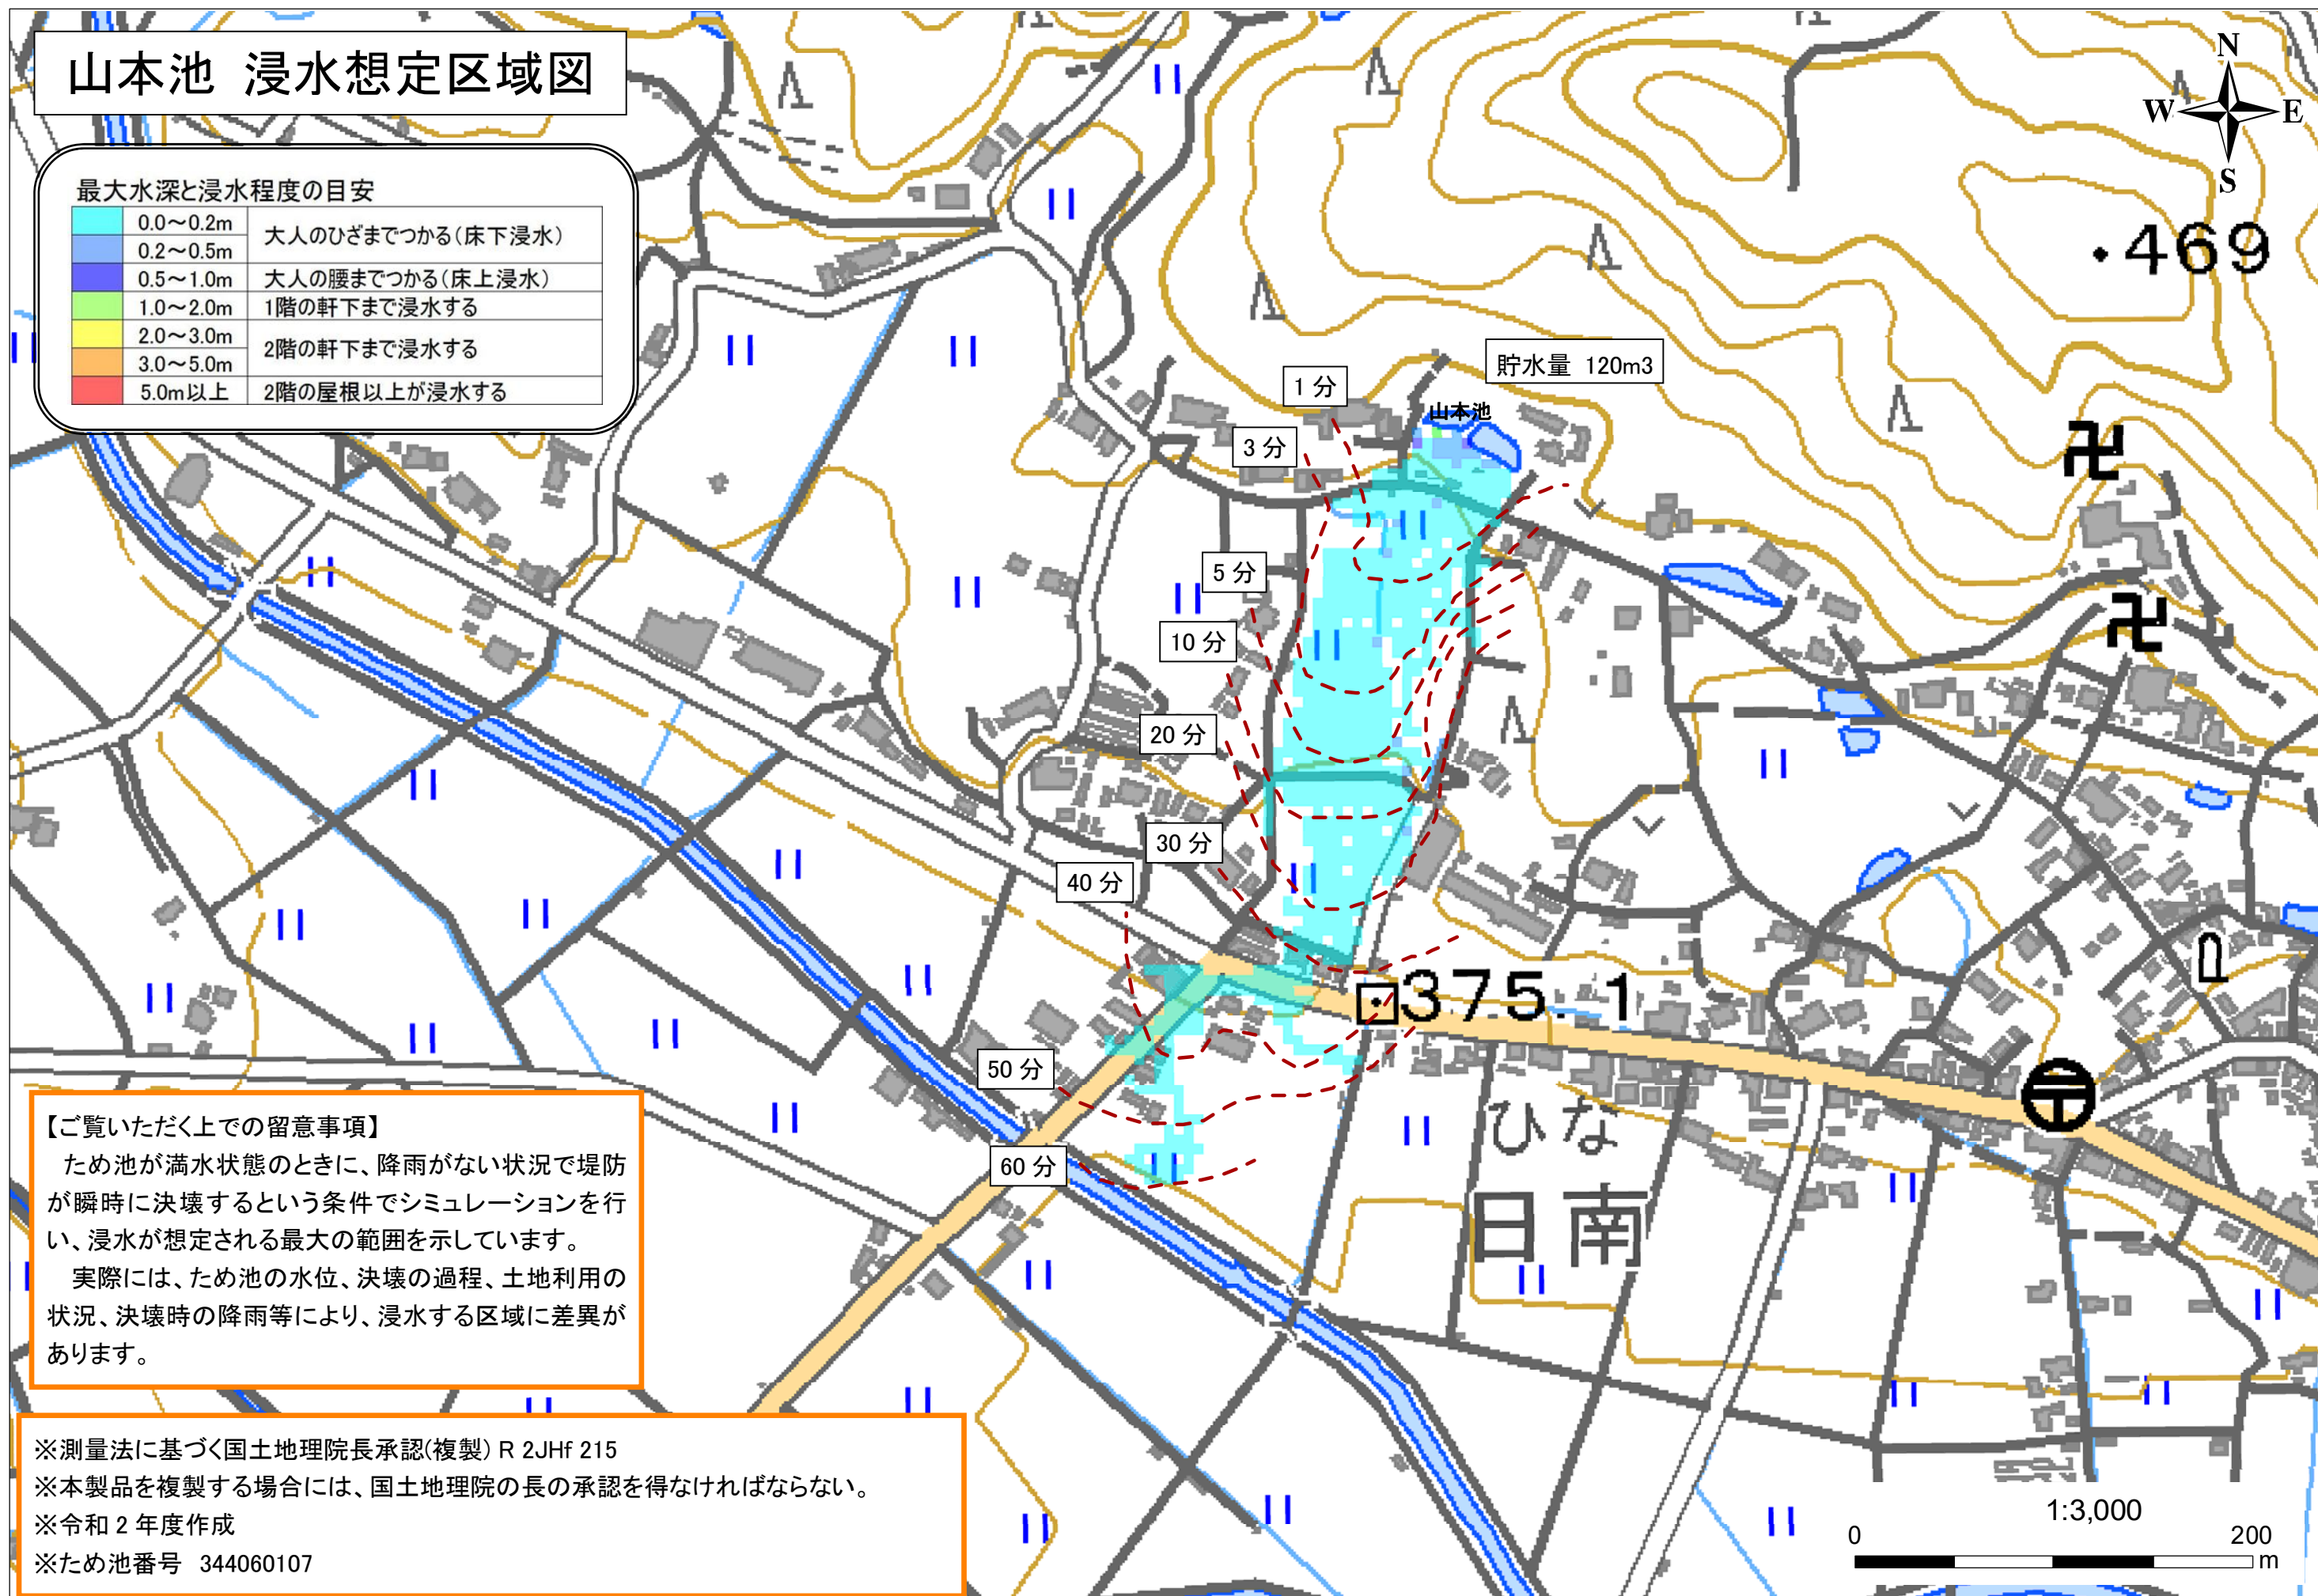 山本池 浸水想定区域図
最大水深と浸水程度の目安
0.0～0.2m
大人のひざまでつかる(床下浸水)
0.2～0.5m
0.5～1.0m 大人の腰までつかる(床上浸水)
1.0～2.0m 1階の軒下まで浸水する
2.0～3.0m
2階の軒下まで浸水する
3.0～5.0m
5.0m以上 2階の屋根以上が浸水する
N
W E
S
・469
貯水量 120m3
山本池
1 分
3 分
5 分
10 分
20 分
30 分
40 分
50 分
60 分
375.1
ひな
日南
【ご覧いただく上での留意事項】
ため池が満水状態のときに、降雨がない状況で堤防
が瞬時に決壊するという条件でシミュレーションを行
い、浸水が想定される最大の範囲を示しています。
実際には、ため池の水位、決壊の過程、土地利用の
状況、決壊時の降雨等により、浸水する区域に差異が
あります。
※測量法に基づく国土地理院長承認(複製) R 2JHf 215
※本製品を複製する場合には、国土地理院の長の承認を得なければならない。
※令和 2 年度作成
※ため池番号 344060107
1:3,000
0 200
m